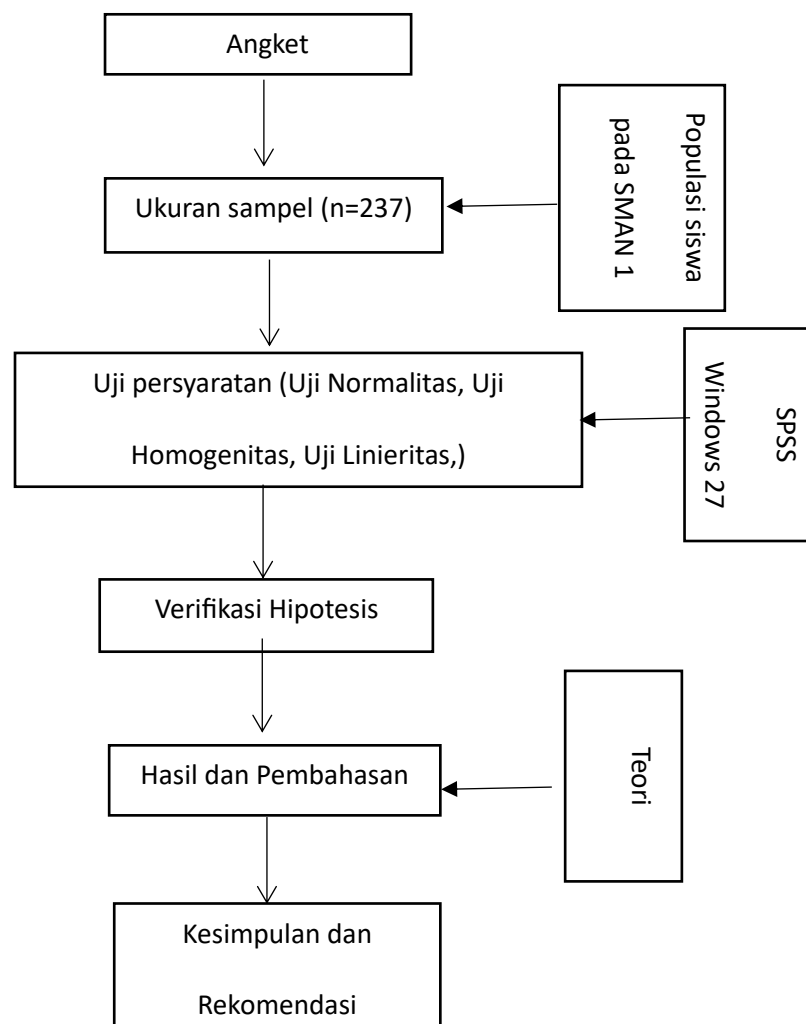 Angket
Populasi siswa
pada SMAN 1
Ukuran sampel (n=237)
Uji persyaratan (Uji Normalitas, Uji
Homogenitas, Uji Linieritas,)
SPSS
Windows 27
Verifikasi Hipotesis
Hasil dan Pembahasan
Teori
Kesimpulan dan
Rekomendasi